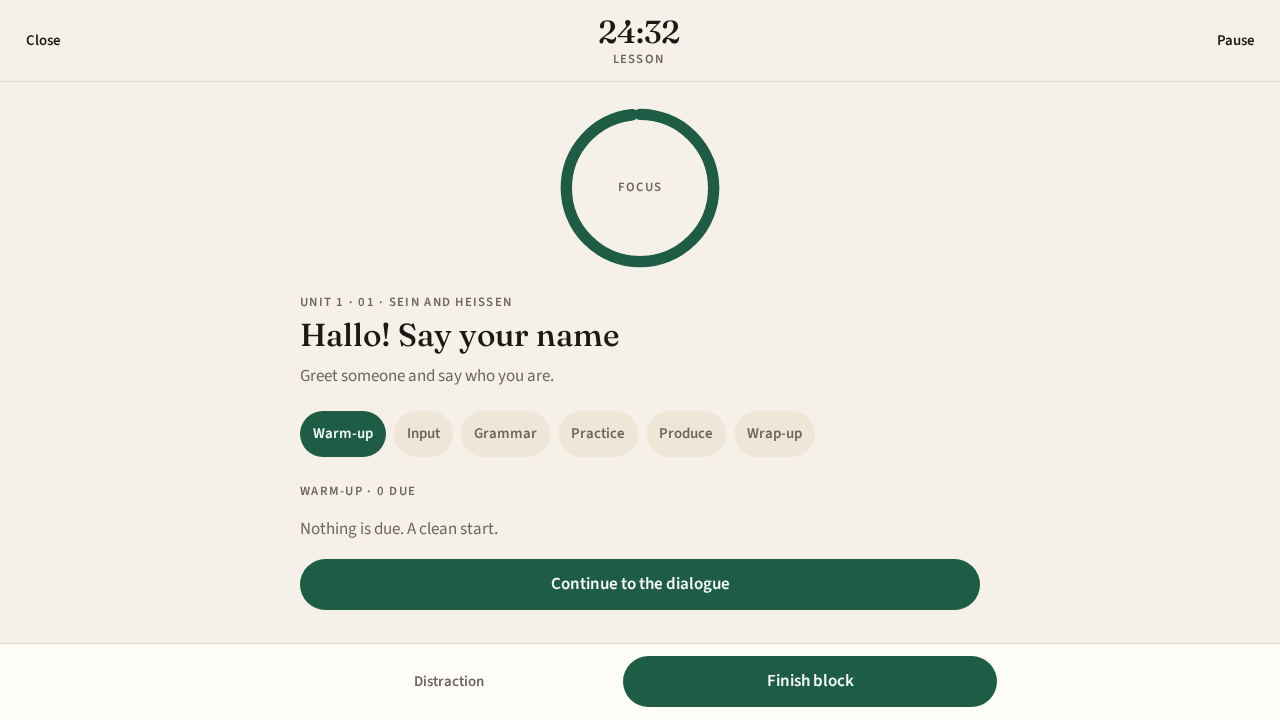 Close
24:32
LESSON
Pause
FOCUS
UNIT 1 · 01 · SEIN AND HEISSEN
Hallo! Say your name
Greet someone and say who you are.
Warm-up
Input
Grammar
Practice
Produce
Wrap-up
WARM-UP · 0 DUE
Nothing is due. A clean start.
Continue to the dialogue
Distraction
Finish block